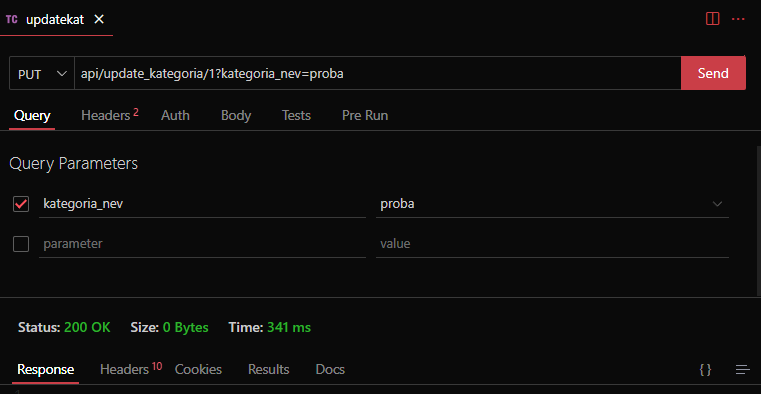 TC updatekat
PUT api/update_kategoria/1?kategoria_nev=proba Send
Query Headers 2 Auth Body Tests Pre Run
Query Parameters
kategoria_nev proba
parameter value
Status: 200 OK Size: 0 Bytes Time: 341 ms
Response Headers 10 Cookies Results Docs { }
1